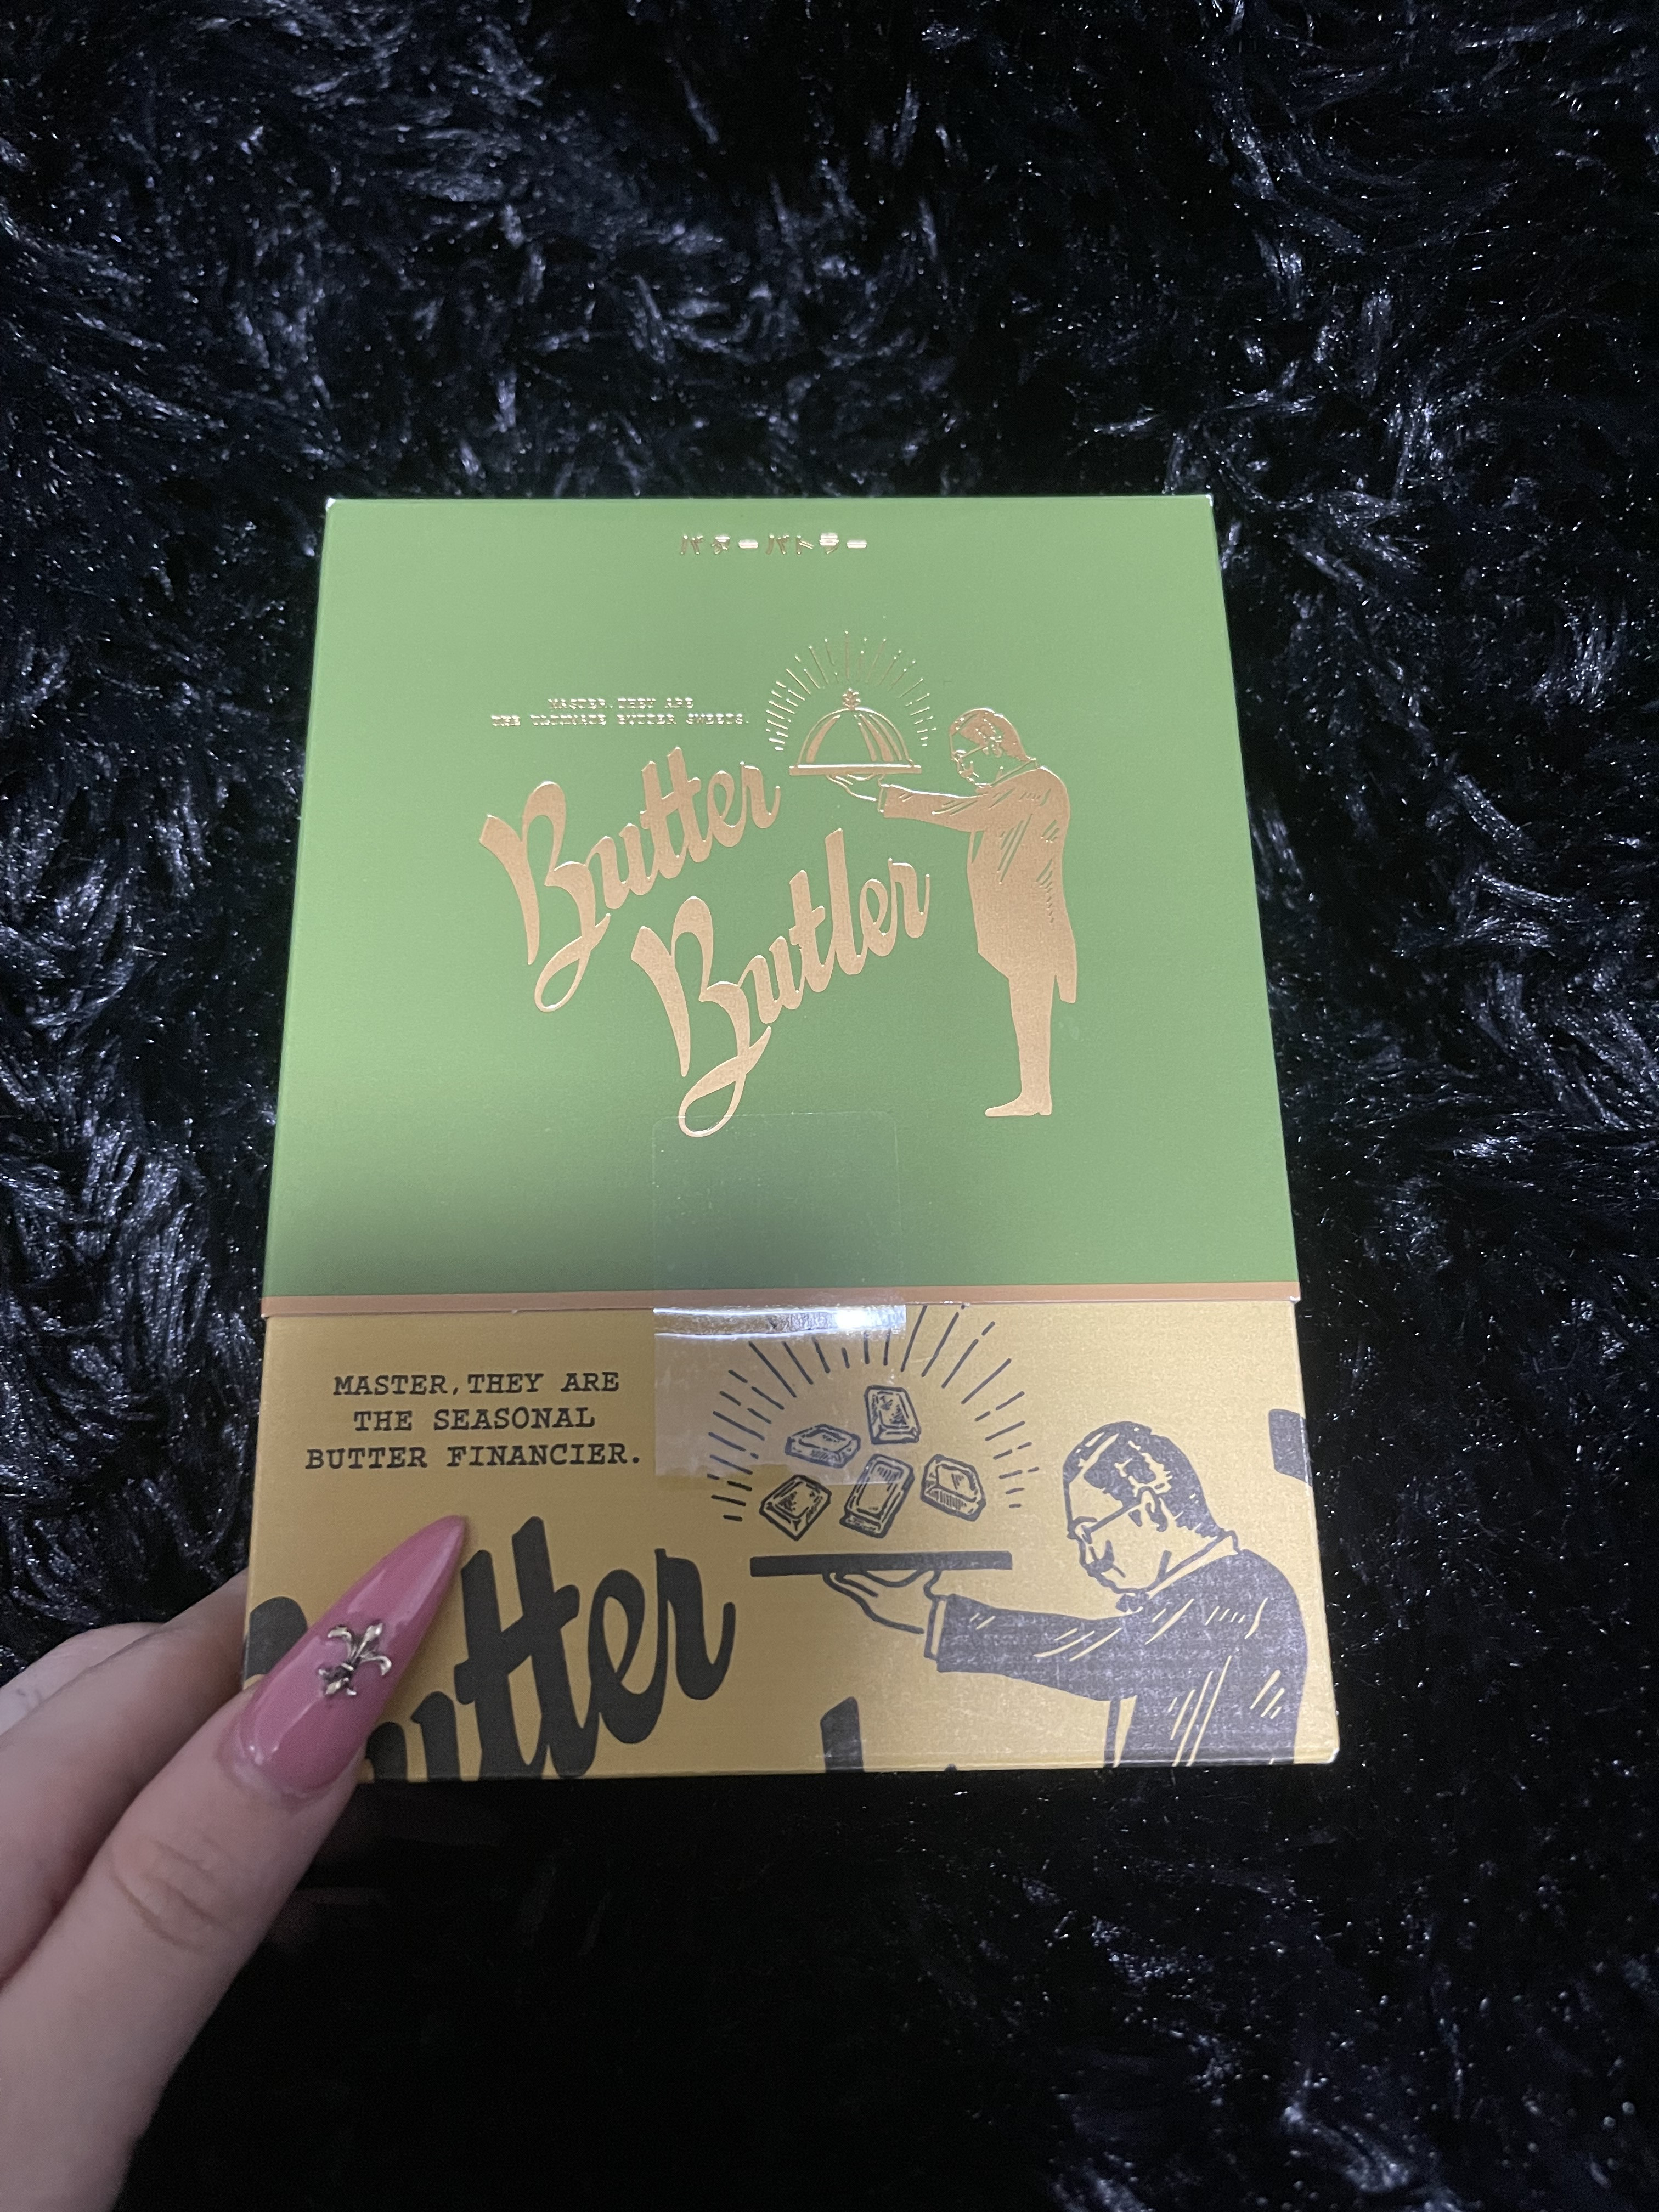 バターバトラー
MASTER, THEY ARE
THE ULTIMATE BUTTER SWEETS.
Butter
Butler
MASTER, THEY ARE
THE SEASONAL
BUTTER FINANCIER.
Butter